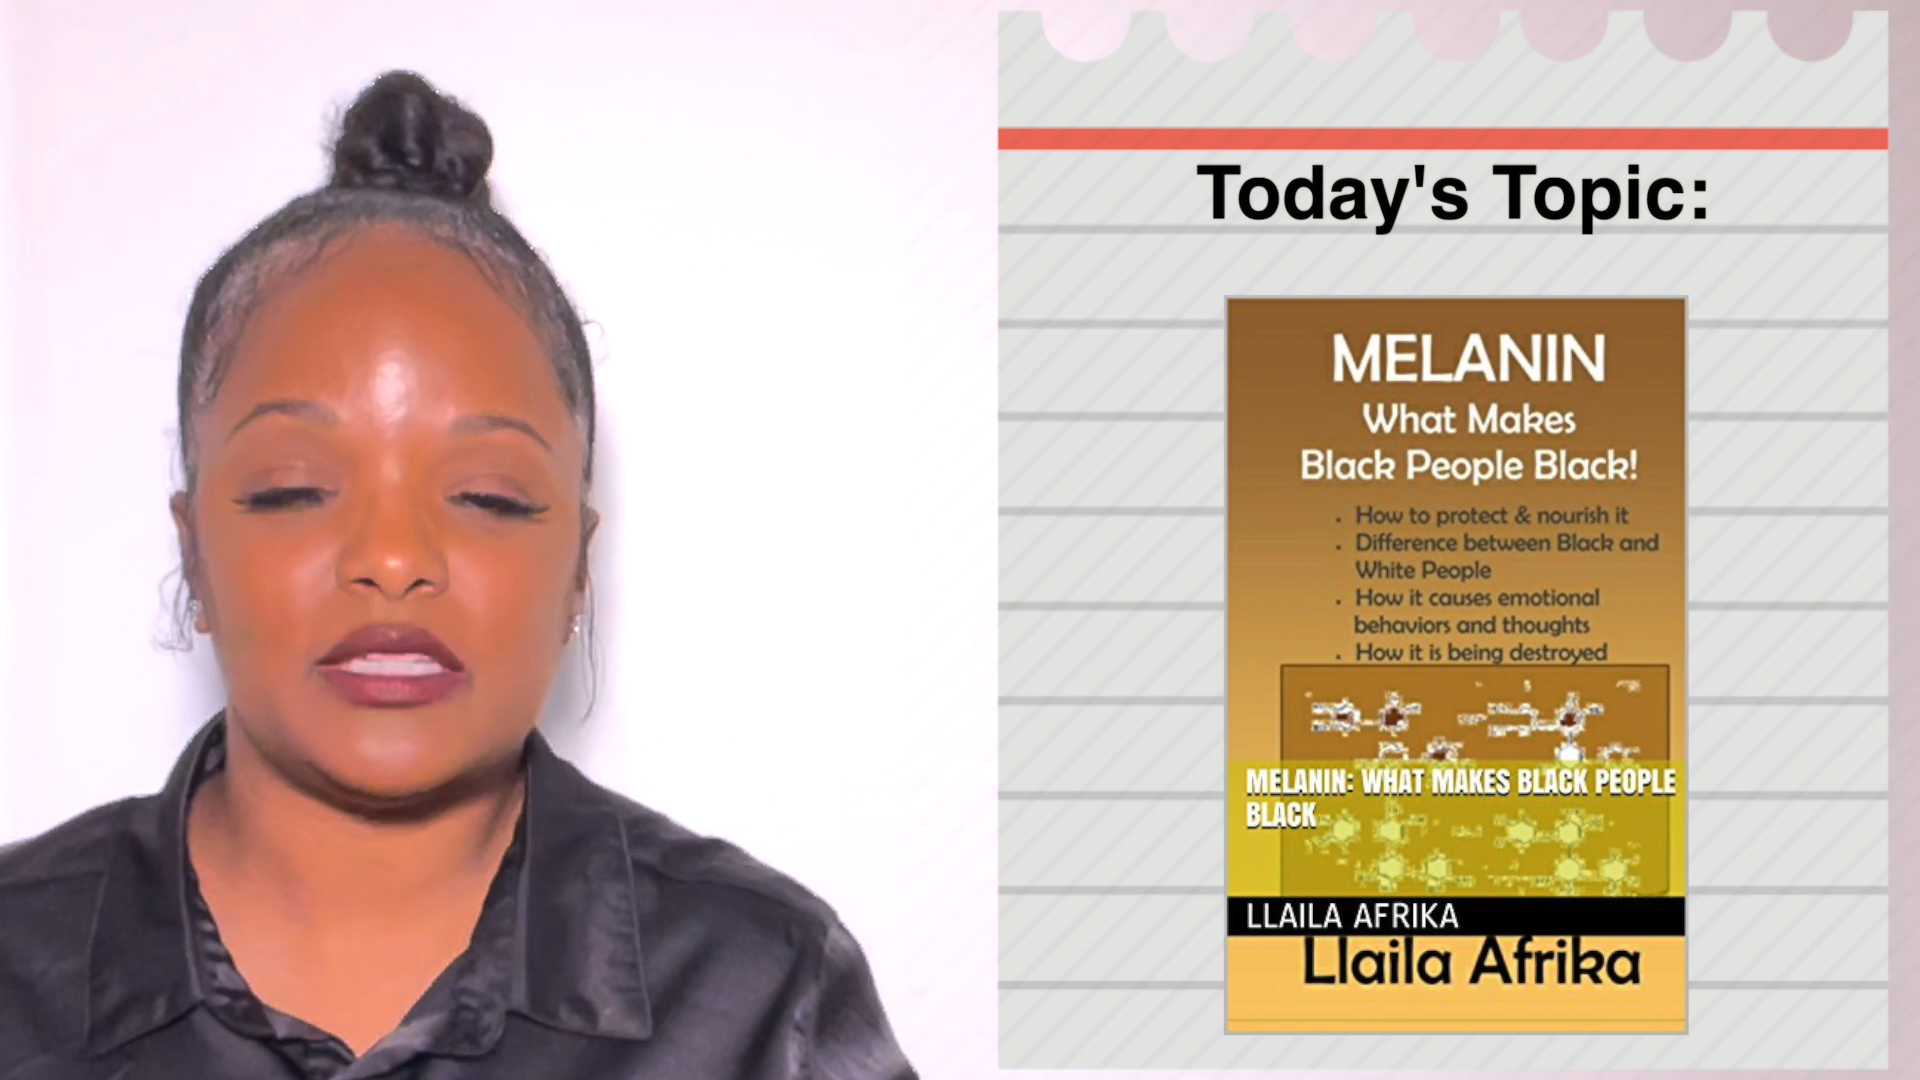 Today's Topic:
MELANIN
What Makes
Black People Black!
. How to protect & nourish it
. Difference between Black and
White People
. How it causes emotional
behaviors and thoughts
. How it is being destroyed
MELANIN: WHAT MAKES BLACK PEOPLE
BLACK
LLAILA AFRIKA
Llaila Afrika